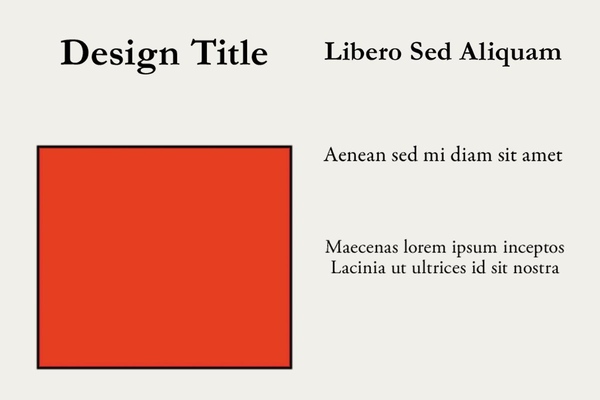 Design Title
Libero Sed Aliquam
Aenean sed mi diam sit amet
Maecenas lorem ipsum inceptos
Lacinia ut ultrices id sit nostra